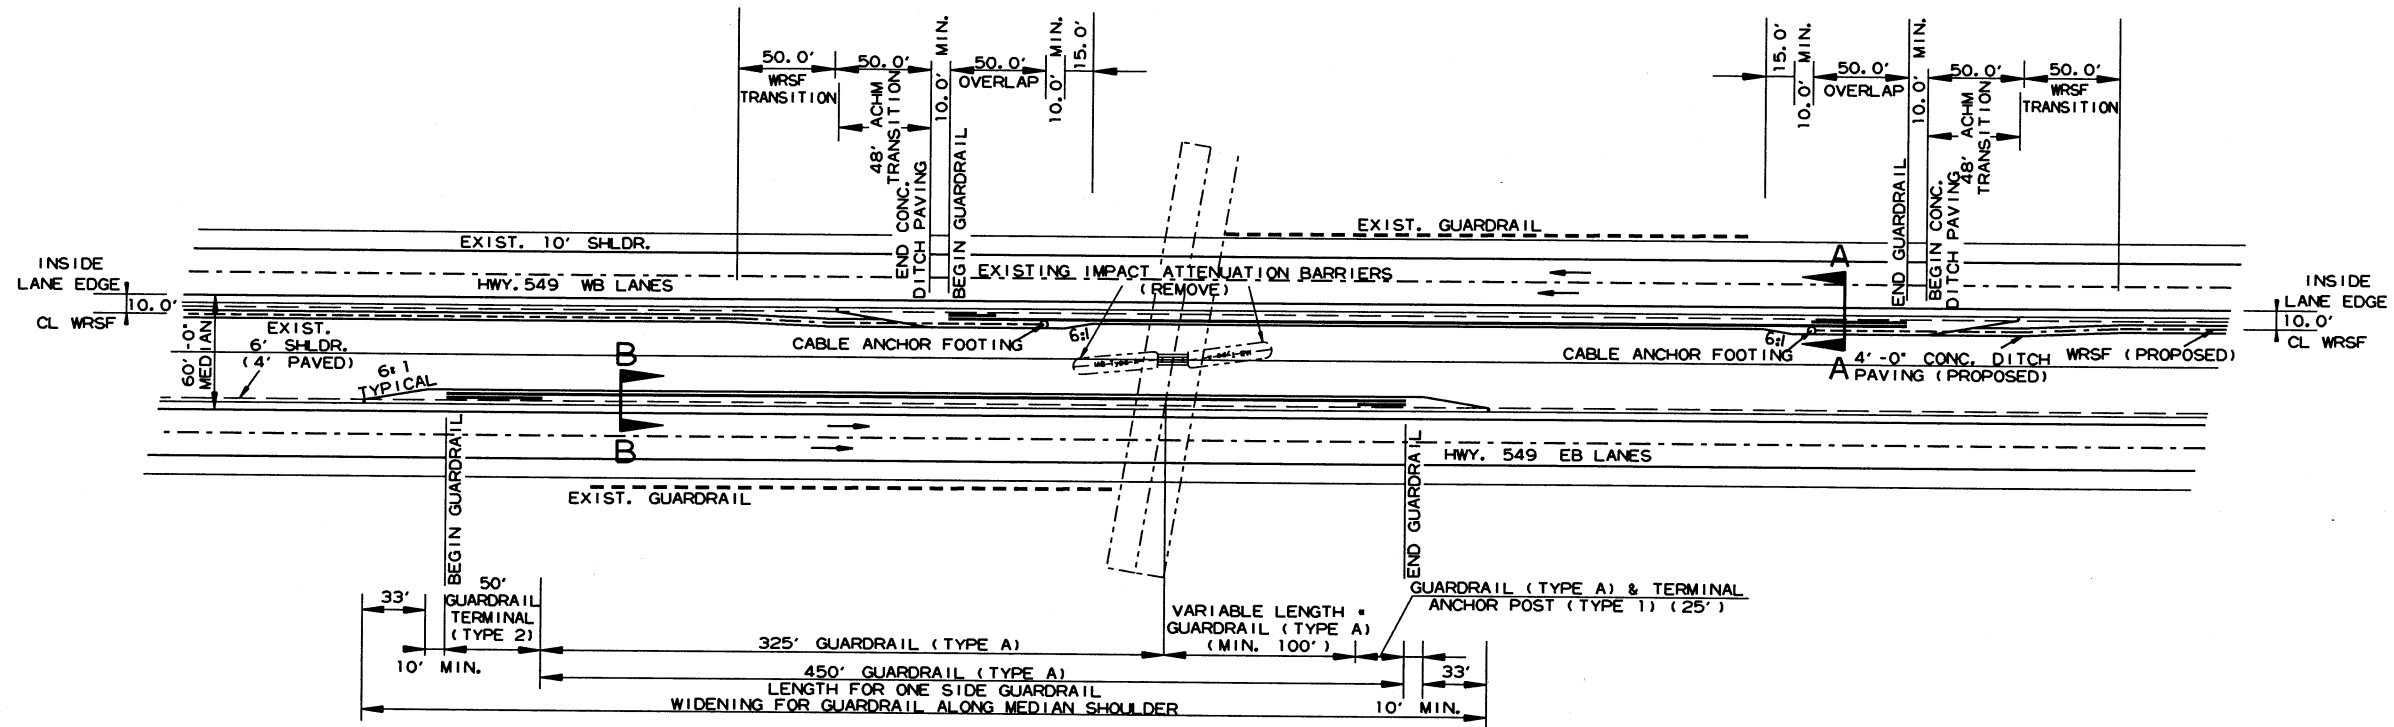 50.0'
WRSF
TRANSITION
50.0'
48' ACHM
TRANSITION
10.0' MIN.
50.0'
OVERLAP
10.0' MIN.
15.0'
END CONC.
DITCH PAVING
BEGIN GUARDRAIL
15.0'
10.0' MIN.
50.0'
OVERLAP
10.0' MIN.
50.0'
48' ACHM
TRANSITION
50.0'
WRSF
TRANSITION
END GUARDRAIL
BEGIN CONC.
DITCH PAVING
EXIST. 10' SHLDR.
EXIST. GUARDRAIL
INSIDE
LANE EDGE
10.0'
CL WRSF
HWY. 549 WB LANES
EXISTING IMPACT ATTENUATION BARRIERS
(REMOVE)
A
INSIDE
LANE EDGE
10.0'
CL WRSF
60'-0"
MEDIAN
EXIST.
6' SHLDR.
(4' PAVED)
6:1
TYPICAL
CABLE ANCHOR FOOTING
6:1
CABLE ANCHOR FOOTING
6:1
4'-0" CONC. DITCH
PAVING (PROPOSED)
WRSF (PROPOSED)
A
B
B
HWY. 549 EB LANES
EXIST. GUARDRAIL
BEGIN GUARDRAIL
END GUARDRAIL
33'
10' MIN.
50'
GUARDRAIL
TERMINAL
(TYPE 2)
325' GUARDRAIL (TYPE A)
VARIABLE LENGTH *
GUARDRAIL (TYPE A)
(MIN. 100')
GUARDRAIL (TYPE A) & TERMINAL
ANCHOR POST (TYPE 1) (25')
450' GUARDRAIL (TYPE A)
LENGTH FOR ONE SIDE GUARDRAIL
33'
10' MIN.
WIDENING FOR GUARDRAIL ALONG MEDIAN SHOULDER